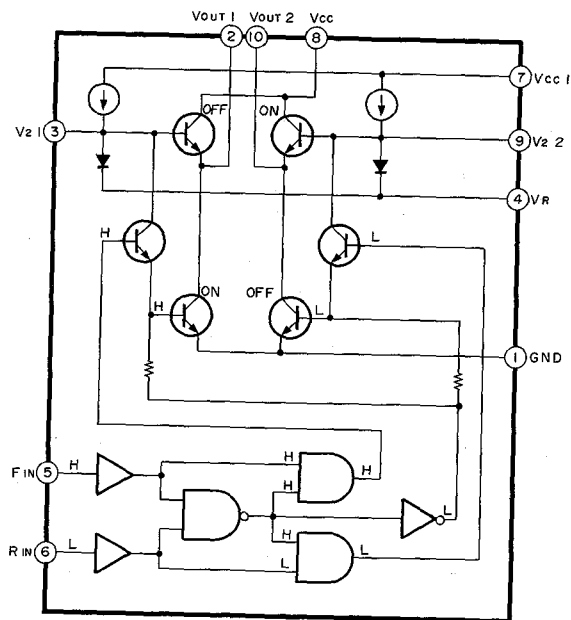 VOUT 1 VOUT 2 VCC
2 10 8
7 VCC 1
OFF ON
VZ 1 3
9 VZ 2
4 VR
H
L
ON OFF
H L
1 GND
F IN 5 H
H
H
H
H
L
R IN 6 L
L
L